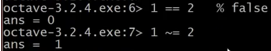 octave-3.2.4.exe:6> 1 == 2   % false
ans = 0
octave-3.2.4.exe:7> 1 ~= 2
ans =  1